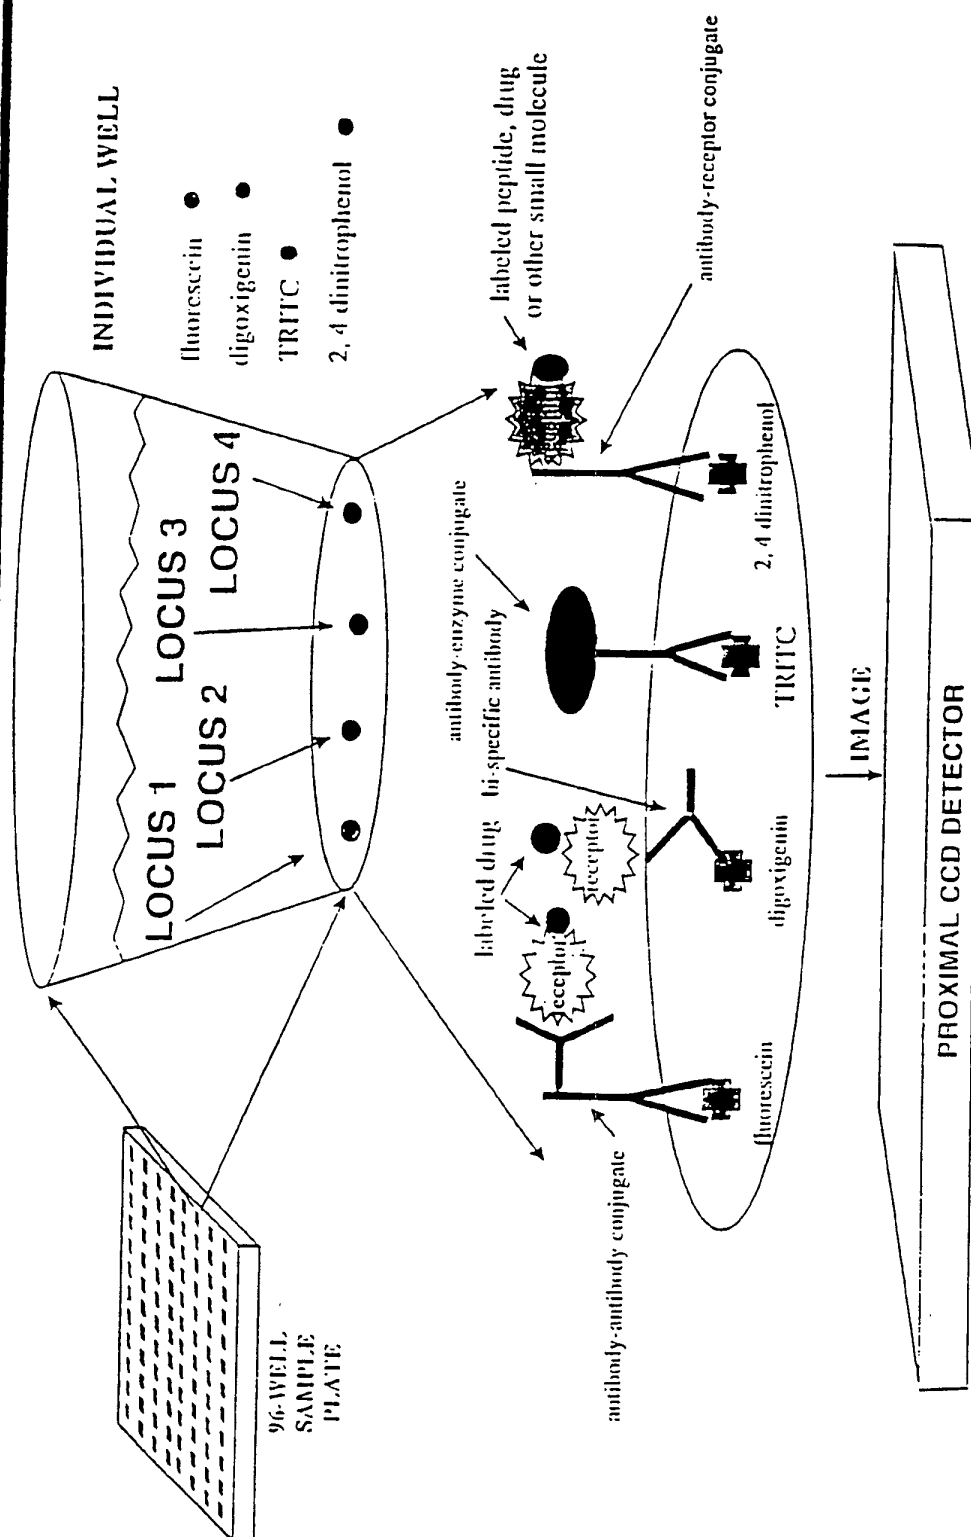 96-WELL
SAMPLE
PLATE
INDIVIDUAL WELL
LOCUS 1
LOCUS 2
LOCUS 3
LOCUS 4
fluorescein
digoxigenin
TRITC
2, 4 dinitrophenol
antibody-antibody conjugate
receptor
labeled drug
receptor
bi-specific antibody
antibody-enzyme conjugate
labeled peptide, drug
or other small molecule
antibody-receptor conjugate
fluorescein
digoxigenin
TRITC
2, 4 dinitrophenol
IMAGE
PROXIMAL CCD DETECTOR